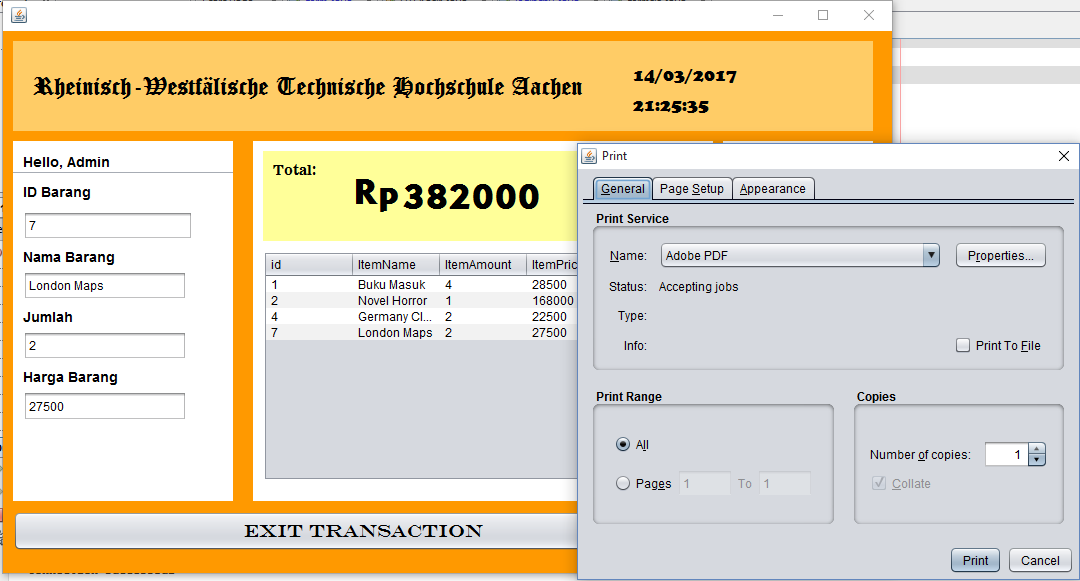 Rheinisch-Westfälische Technische Hochschule Aachen
14/03/2017
21:25:35
Hello, Admin
ID Barang
7
Nama Barang
London Maps
Jumlah
2
Harga Barang
27500
Total:
Rp 382000
id ItemName ItemAmount ItemPric
1 Buku Masuk 4 28500
2 Novel Horror 1 168000
4 Germany Cl... 2 22500
7 London Maps 2 27500
EXIT TRANSACTION
Print
General Page Setup Appearance
Print Service
Name: Adobe PDF Properties...
Status: Accepting jobs
Type:
Info: Print To File
Print Range
All
Pages 1 To 1
Copies
Number of copies: 1
Collate
Print Cancel